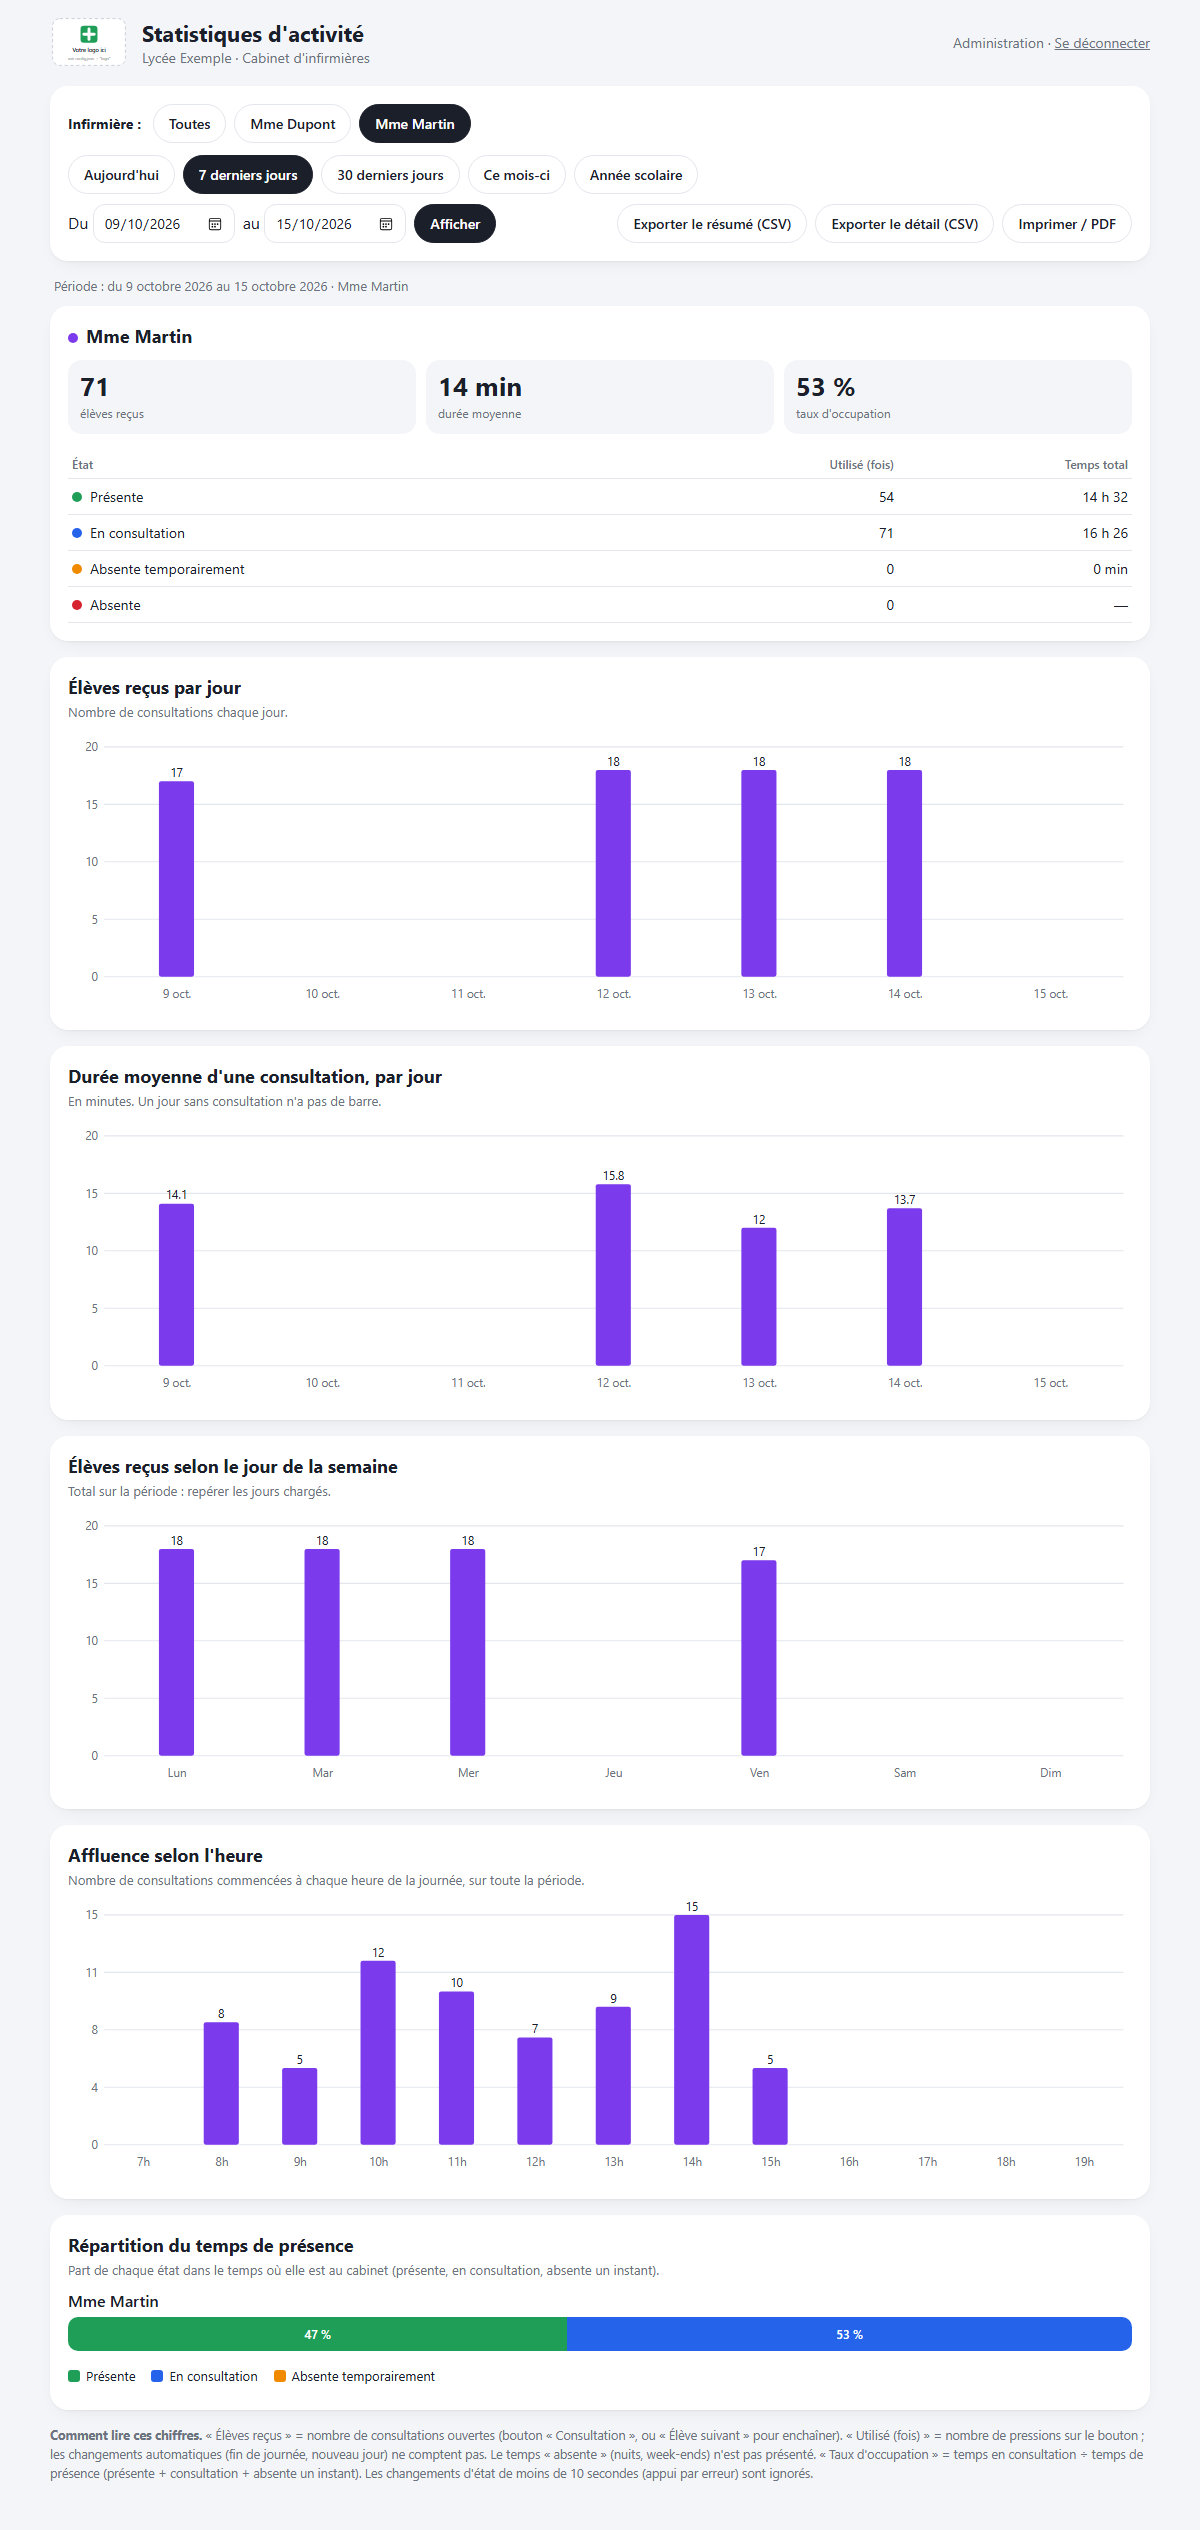 Votre logo ici
Statistiques d'activité
Lycée Exemple · Cabinet d'infirmières
Administration · Se déconnecter
Infirmière :
Toutes
Mme Dupont
Mme Martin
Aujourd'hui
7 derniers jours
30 derniers jours
Ce mois-ci
Année scolaire
Du 09/10/2026 au 15/10/2026 Afficher
Exporter le résumé (CSV)
Exporter le détail (CSV)
Imprimer / PDF
Période : du 9 octobre 2026 au 15 octobre 2026 · Mme Martin
Mme Martin
71
élèves reçus
14 min
durée moyenne
53 %
taux d'occupation
État Utilisé (fois) Temps total
Présente 54 14 h 32
En consultation 71 16 h 26
Absente temporairement 0 0 min
Absente 0 —
Élèves reçus par jour
Nombre de consultations chaque jour.
20
15
10
5
0
17 18 18 18
9 oct. 10 oct. 11 oct. 12 oct. 13 oct. 14 oct. 15 oct.
Durée moyenne d'une consultation, par jour
En minutes. Un jour sans consultation n'a pas de barre.
20
15
10
5
0
14.1 15.8 12 13.7
9 oct. 10 oct. 11 oct. 12 oct. 13 oct. 14 oct. 15 oct.
Élèves reçus selon le jour de la semaine
Total sur la période : repérer les jours chargés.
20
15
10
5
0
18 18 18 17
Lun Mar Mer Jeu Ven Sam Dim
Affluence selon l'heure
Nombre de consultations commencées à chaque heure de la journée, sur toute la période.
15
11
8
4
0
8 5 12 10 7 9 15 5
7h 8h 9h 10h 11h 12h 13h 14h 15h 16h 17h 18h 19h
Répartition du temps de présence
Part de chaque état dans le temps où elle est au cabinet (présente, en consultation, absente un instant).
Mme Martin
47 % 53 %
Présente En consultation Absente temporairement
Comment lire ces chiffres. « Élèves reçus » = nombre de consultations ouvertes (bouton « Consultation », ou « Élève suivant » pour enchaîner). « Utilisé (fois) » = nombre de pressions sur le bouton ;
les changements automatiques (fin de journée, nouveau jour) ne comptent pas. Le temps « absente » (nuits, week-ends) n'est pas présenté. « Taux d'occupation » = temps en consultation ÷ temps de
présence (présente + consultation + absente un instant). Les changements d'état de moins de 10 secondes (appui par erreur) sont ignorés.